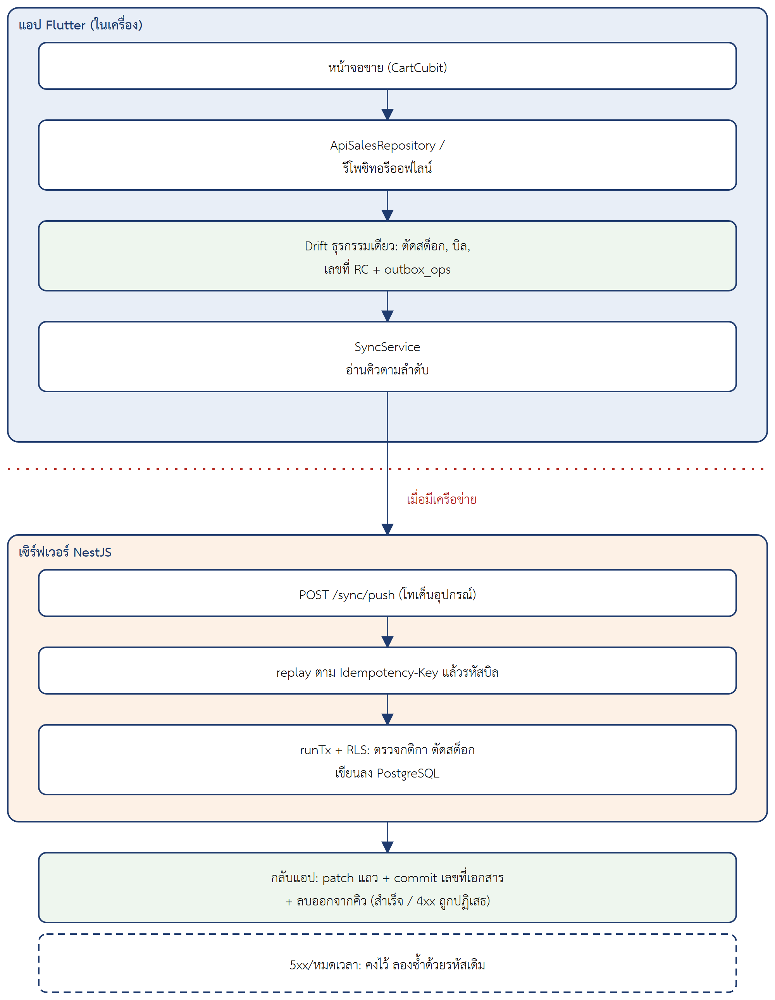 แอป Flutter (ในเครื่อง)
หน้าจอขาย (CartCubit)
ApiSalesRepository /
รีโพซิทอรีออฟไลน์
Drift ธุรกรรมเดียว: ตัดสต็อก, บิล,
เลขที่ RC + outbox_ops
SyncService
อ่านคิวตามลำดับ
เมื่อมีเครือข่าย
เซิร์ฟเวอร์ NestJS
POST /sync/push (โทเค็นอุปกรณ์)
replay ตาม Idempotency-Key แล้วรหัสบิล
runTx + RLS: ตรวจกติกา ตัดสต็อก
เขียนลง PostgreSQL
กลับแอป: patch แถว + commit เลขที่เอกสาร
+ ลบออกจากคิว (สำเร็จ / 4xx ถูกปฏิเสธ)
5xx/หมดเวลา: คงไว้ ลองซ้ำด้วยรหัสเดิม